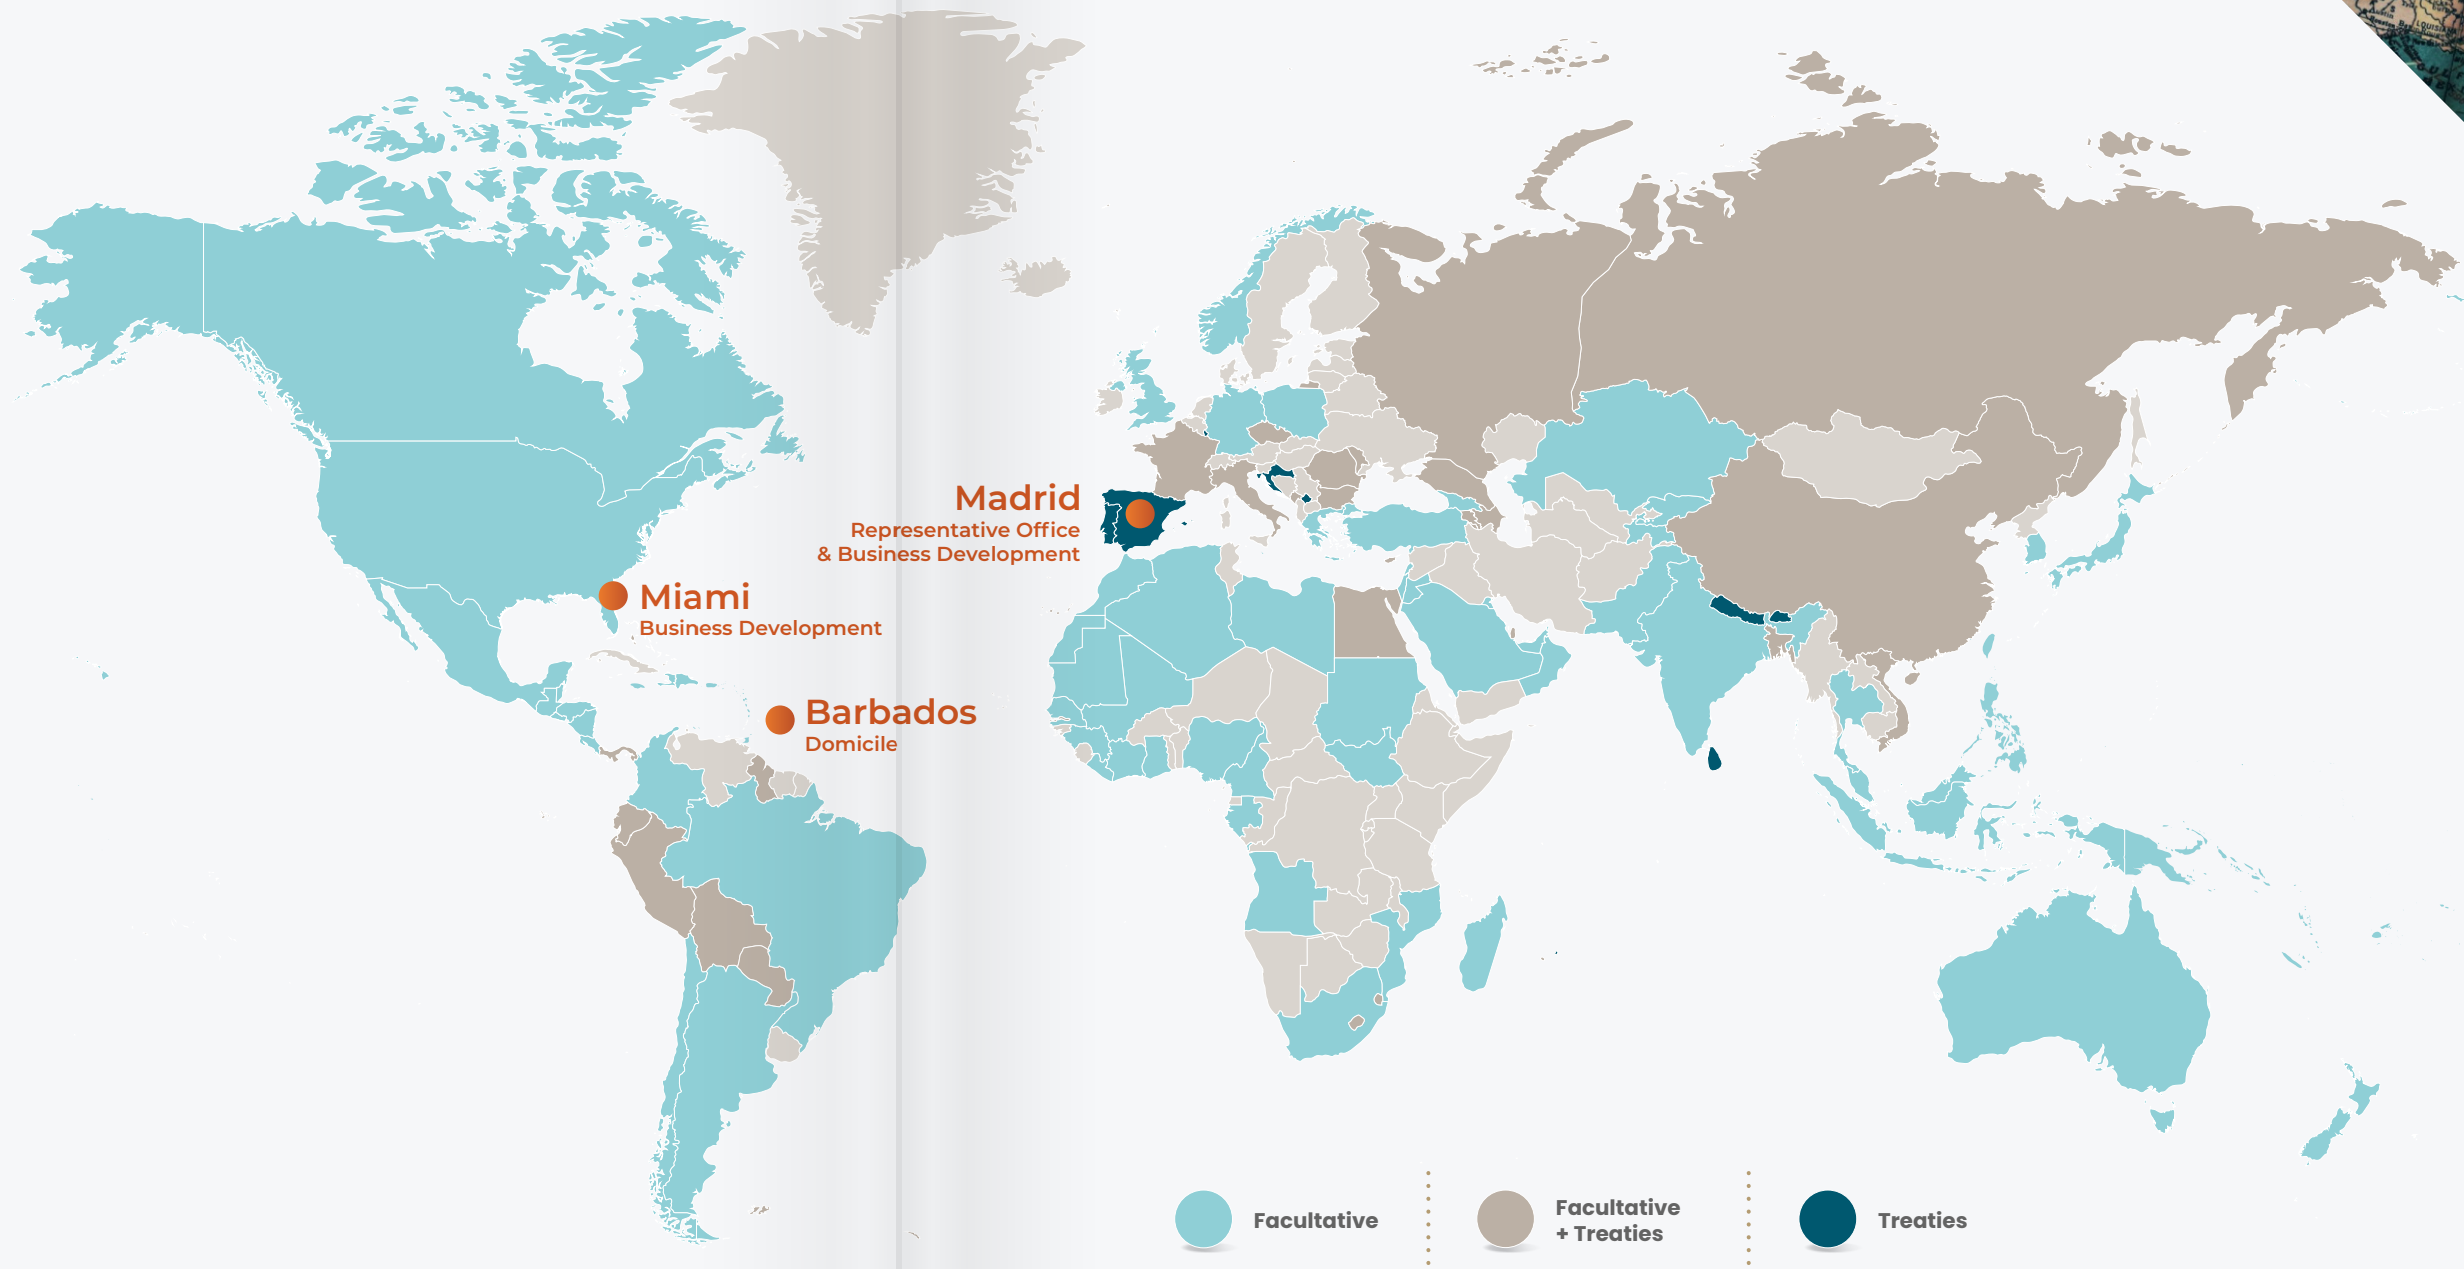 Madrid
Representative Office
& Business Development
Miami
Business Development
Barbados
Domicile
Facultative
Facultative
+ Treaties
Treaties